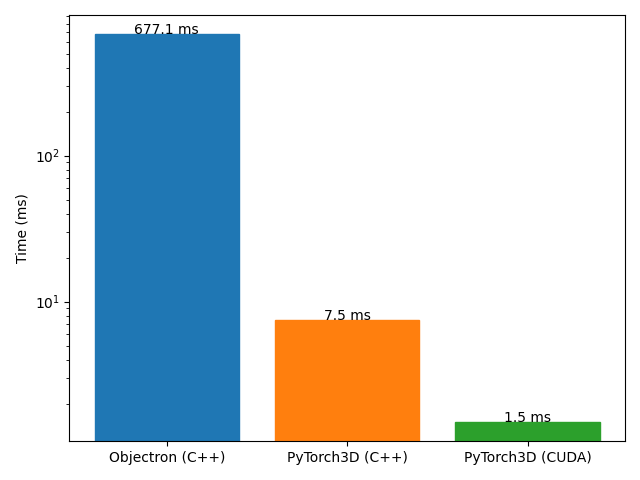 677.1 ms
10²
Time (ms)
10¹
7.5 ms
1.5 ms
Objectron (C++)
PyTorch3D (C++)
PyTorch3D (CUDA)